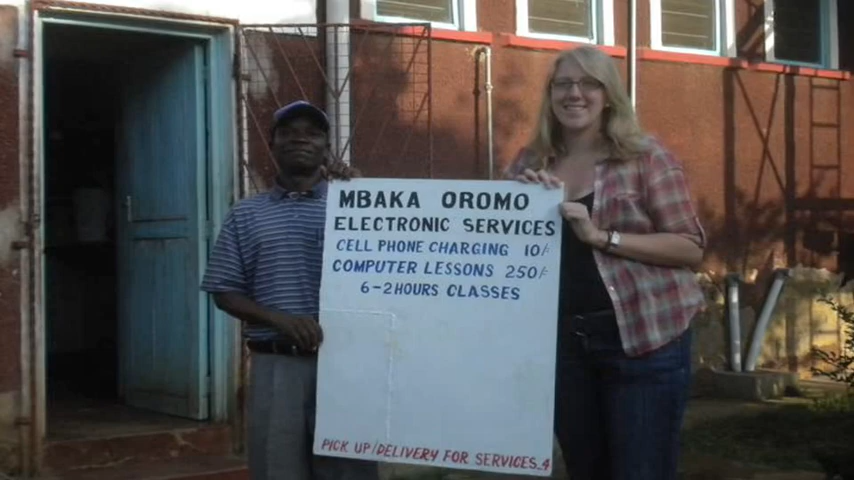 MBAKA OROMO
ELECTRONIC SERVICES
CELL PHONE CHARGING 10/-
COMPUTER LESSONS 250/-
6-2HOURS CLASSES
PICK UP/DELIVERY FOR SERVICES..4